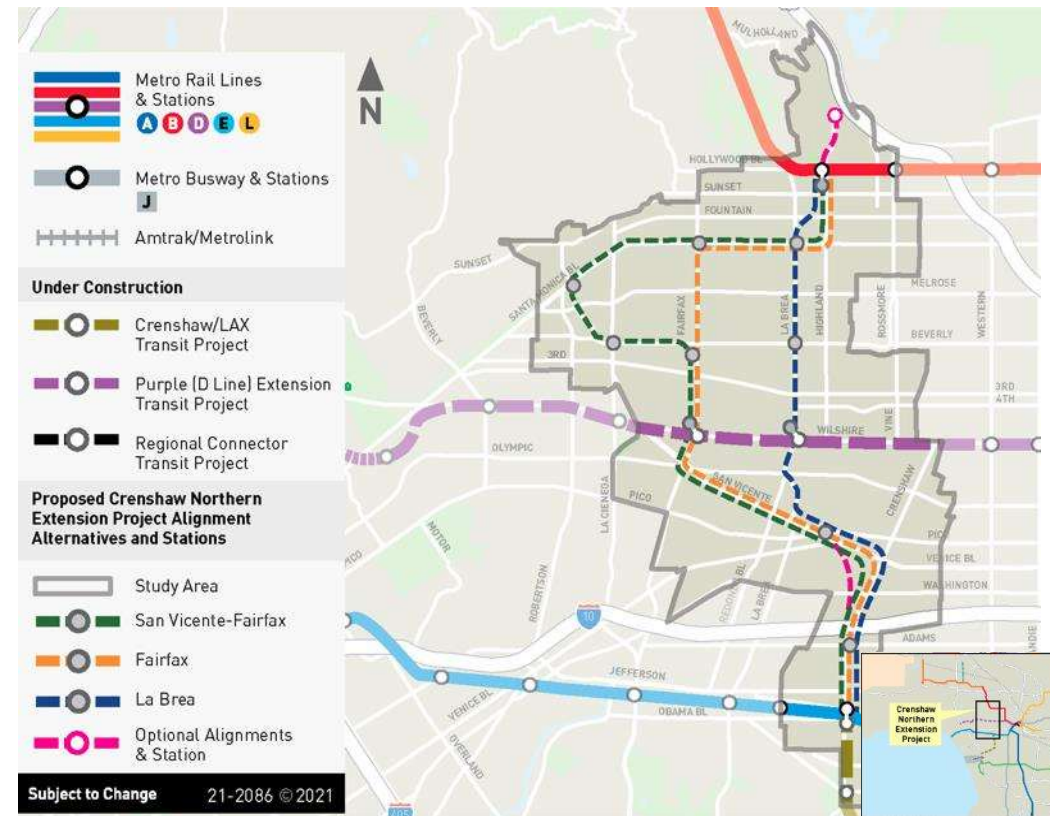 Metro Rail Lines
& Stations
A B D E L
Metro Busway & Stations
J
Amtrak/Metrolink
Under Construction
Crenshaw/LAX
Transit Project
Purple (D Line) Extension
Transit Project
Regional Connector
Transit Project
Proposed Crenshaw Northern
Extension Project Alignment
Alternatives and Stations
Study Area
San Vicente-Fairfax
Fairfax
La Brea
Optional Alignments
& Station
Subject to Change 21-2086 ©2021
N
MULHOLLAND
HOLLYWOOD BL
SUNSET
FOUNTAIN
SUNSET
SANTA MONICA BL
BEVERLY
FAIRFAX
LA BREA
HIGHLAND
ROSSMORE
MELROSE
WESTERN
BEVERLY
3RD
3RD
4TH
WILSHIRE
VINE
OLYMPIC
SAN VICENTE
CRENSHAW
LA CIENEGA
PICO
PICO
MOTOR
PICO
VENICE BL
WASHINGTON
ROBERTSON
LA BREA
10
ADAMS
JEFFERSON
VENICE BL
OBAMA BL
OVERLAND
405
Crenshaw
Northern
Extenstion
Project